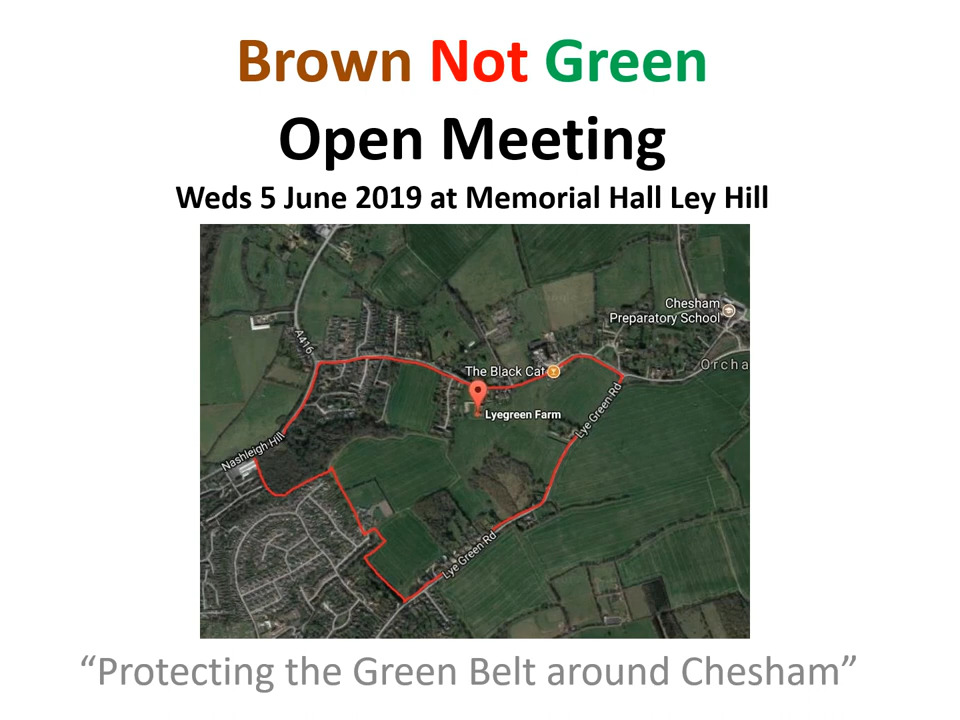 Brown Not Green
Open Meeting
Weds 5 June 2019 at Memorial Hall Ley Hill
Chesham
Preparatory School
A416
Orcha
The Black Cat
Lyegreen Farm
Lye Green Rd
Nashleigh Hill
Lye Green Rd
“Protecting the Green Belt around Chesham”